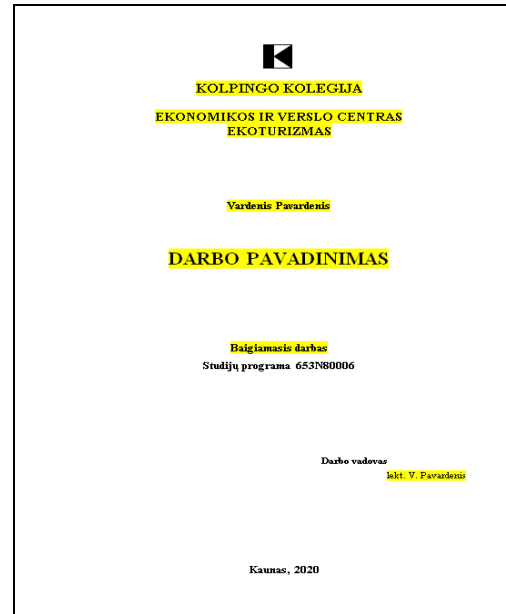 KOLPINGO KOLEGIJA
EKONOMIKOS IR VERSLO CENTRAS
EKOTURIZMAS
Vardenis Pavardenis
DARBO PAVADINIMAS
Baigiamasis darbas
Studijų programa 653N80006
Darbo vadovas
lekt. V. Pavardenis
Kaunas, 2020